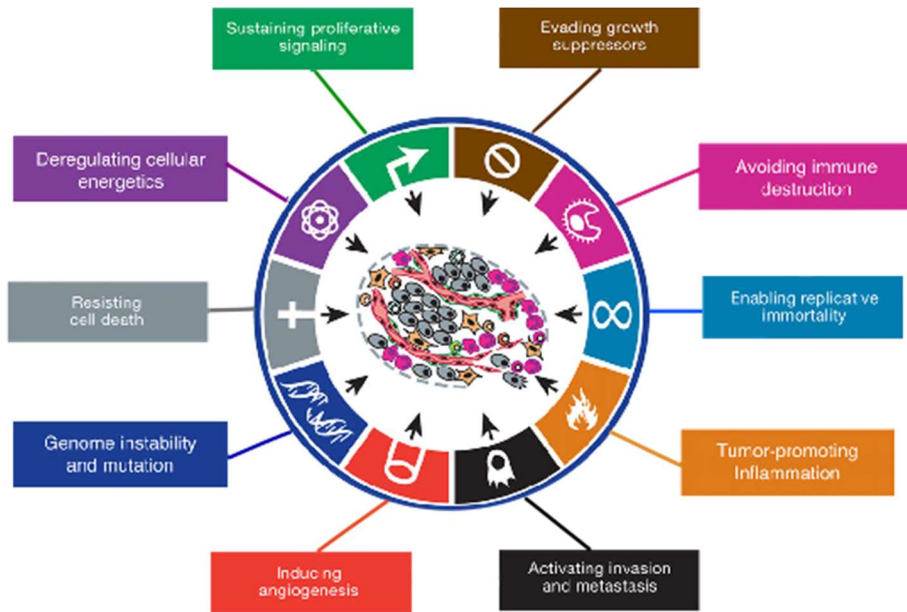 Sustaining proliferative
signaling
Evading growth
suppressors
Deregulating cellular
energetics
Avoiding immune
destruction
Resisting
cell death
Enabling replicative
immortality
Genome instability
and mutation
Tumor-promoting
Inflammation
Inducing
angiogenesis
Activating invasion
and metastasis